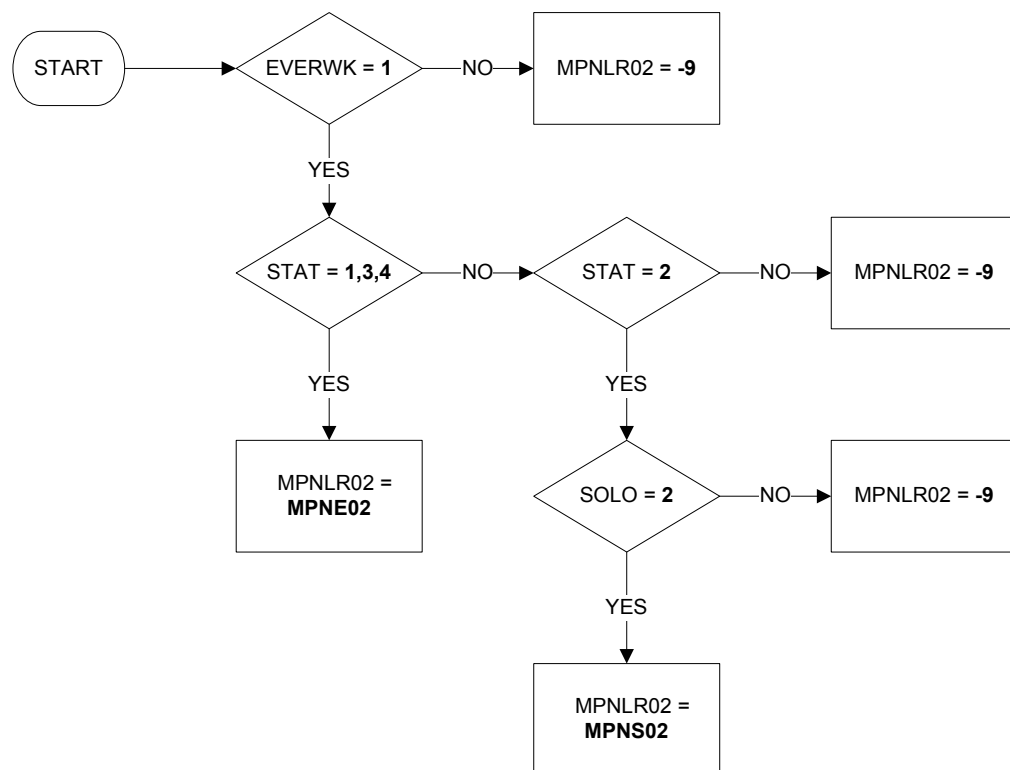 START
EVERWK = 1
NO
MPNLR02 = -9
YES
STAT = 1,3,4
NO
STAT = 2
NO
MPNLR02 = -9
YES
YES
MPNLR02 =
MPNE02
SOLO = 2
NO
MPNLR02 = -9
YES
MPNLR02 =
MPNS02